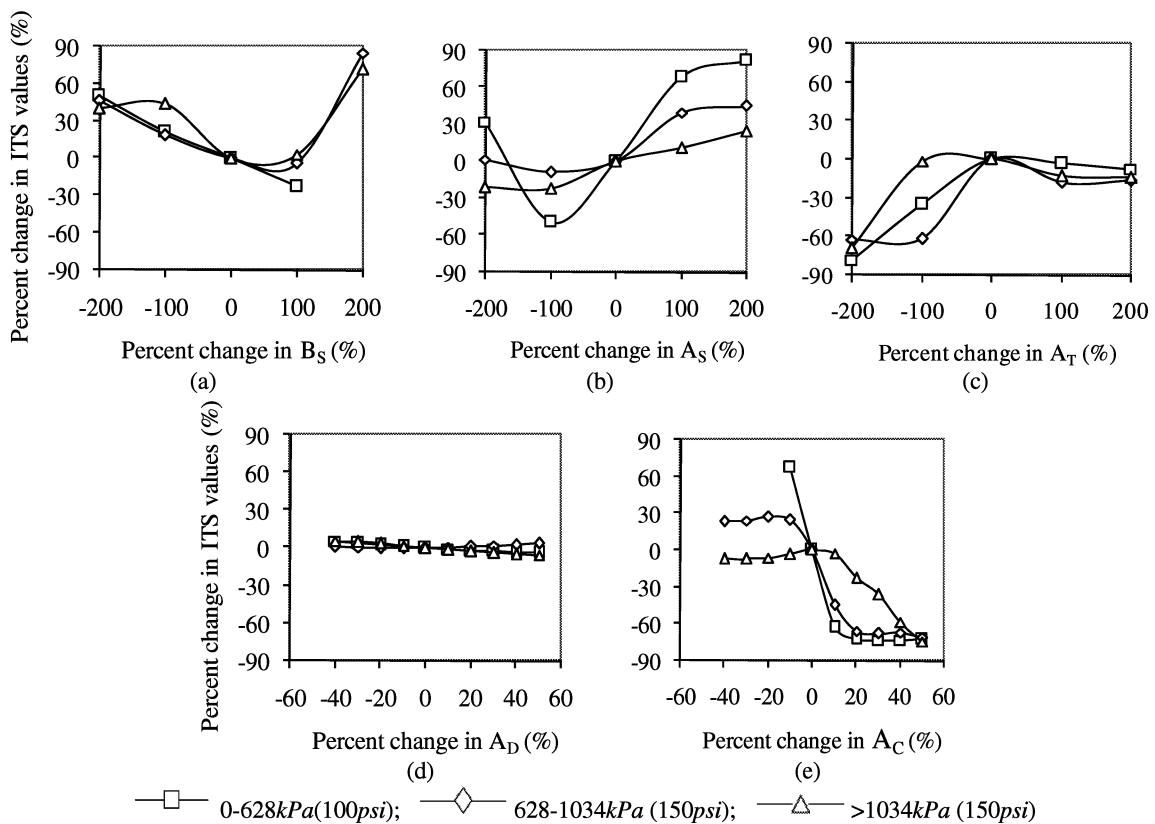 Percent change in ITS values (%)
90
60
30
0
-30
-60
-90
-200 -100 0 100 200
Percent change in B_S (%)
(a)
90
60
30
0
-30
-60
-90
-200 -100 0 100 200
Percent change in A_S (%)
(b)
90
60
30
0
-30
-60
-90
-200 -100 0 100 200
Percent change in A_T (%)
(c)
Percent change in ITS values (%)
90
60
30
0
-30
-60
-90
-60 -40 -20 0 20 40 60
Percent change in A_D (%)
(d)
90
60
30
0
-30
-60
-90
-60 -40 -20 0 20 40 60
Percent change in A_C (%)
(e)
0-628kPa(100psi); 628-1034kPa (150psi); >1034kPa (150psi)